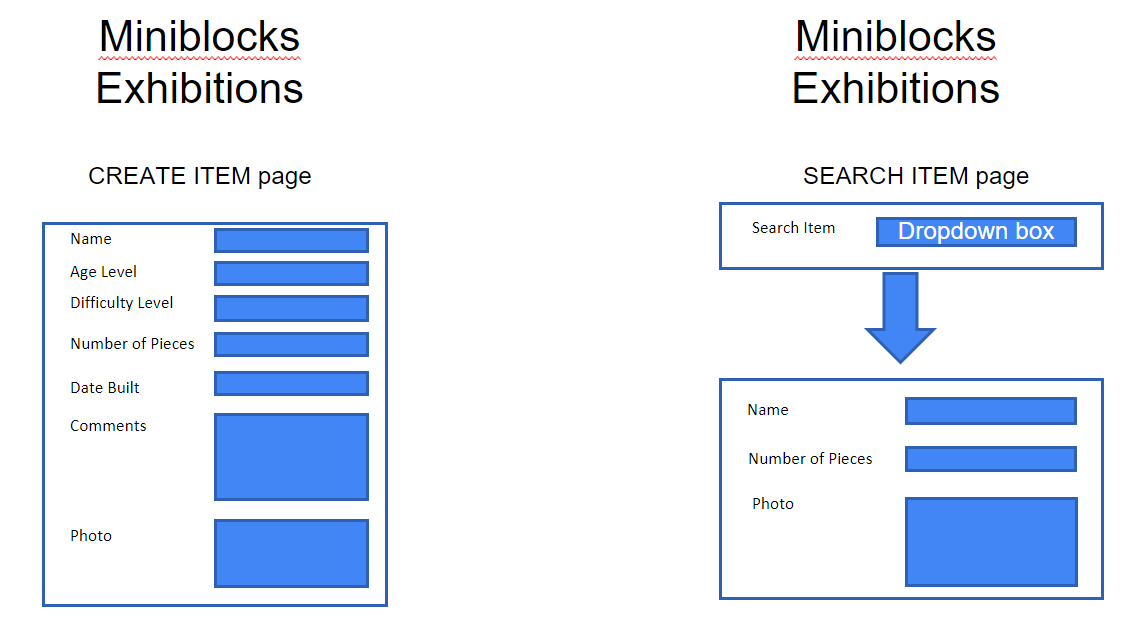 Miniblocks
Exhibitions
CREATE ITEM page
Name
Age Level
Difficulty Level
Number of Pieces
Date Built
Comments
Photo
Miniblocks
Exhibitions
SEARCH ITEM page
Search Item
Dropdown box
Name
Number of Pieces
Photo